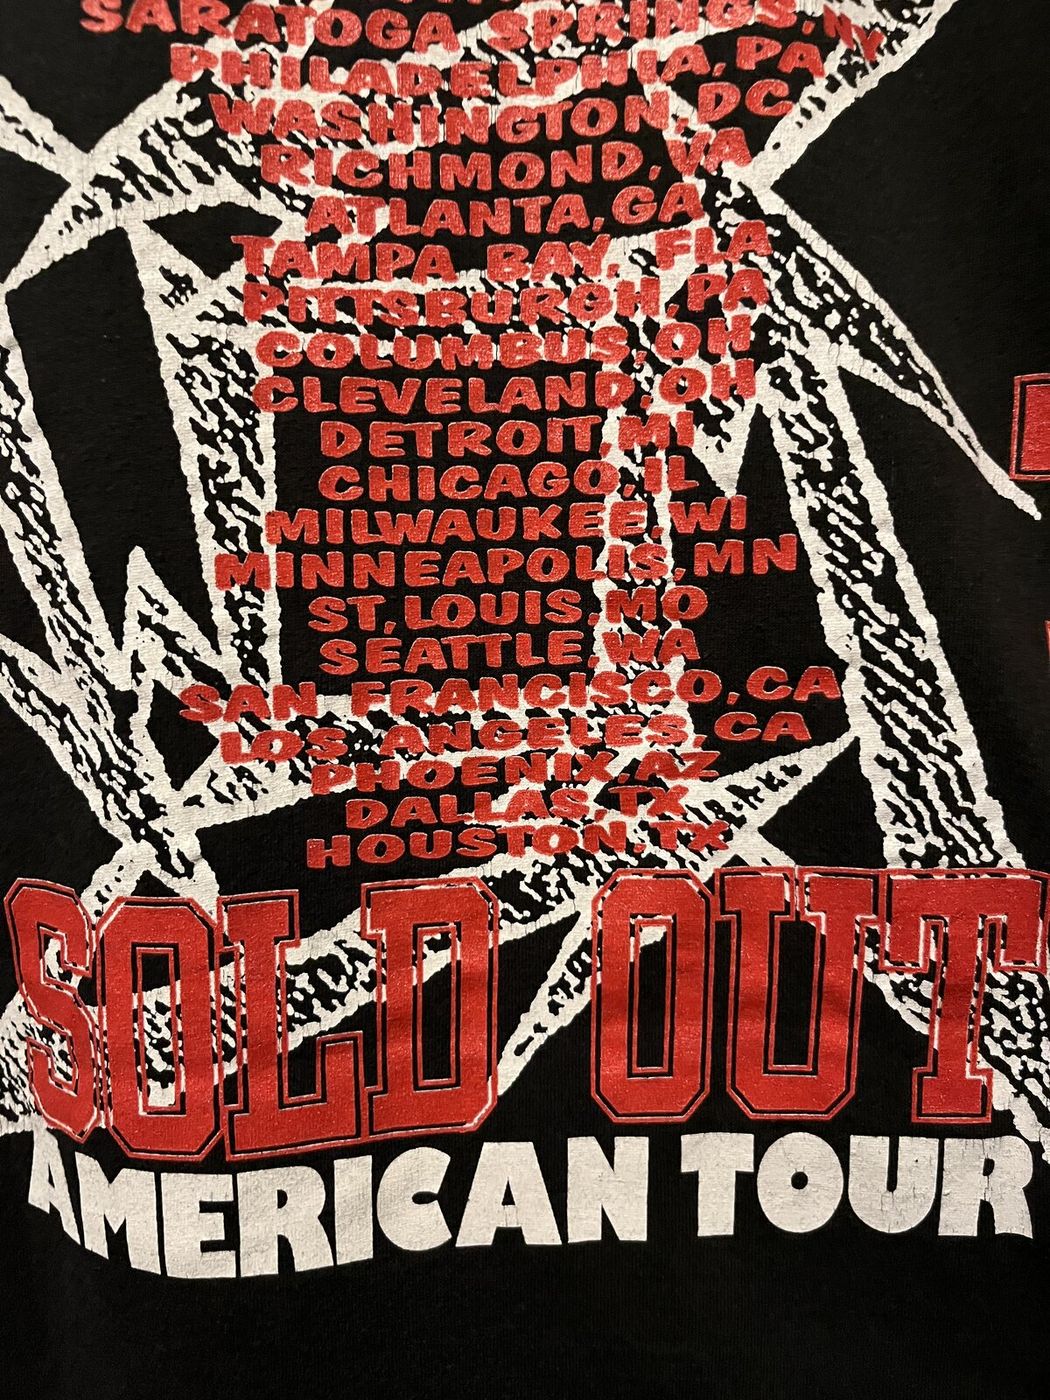 SARATOGA SPRINGS, NY
PHILADELPHIA, PA
WASHINGTON, DC
RICHMOND, VA
ATLANTA, GA
TAMPA BAY, FLA
PITTSBURGH, PA
COLUMBUS, OH
CLEVELAND, OH
DETROIT, MI
CHICAGO, IL
MILWAUKEE, WI
MINNEAPOLIS, MN
ST, LOUIS, MO
SEATTLE, WA
SAN FRANCISCO, CA
LOS ANGELES, CA
PHOENIX, AZ
DALLAS, TX
HOUSTON, TX
SOLD OUT
AMERICAN TOUR